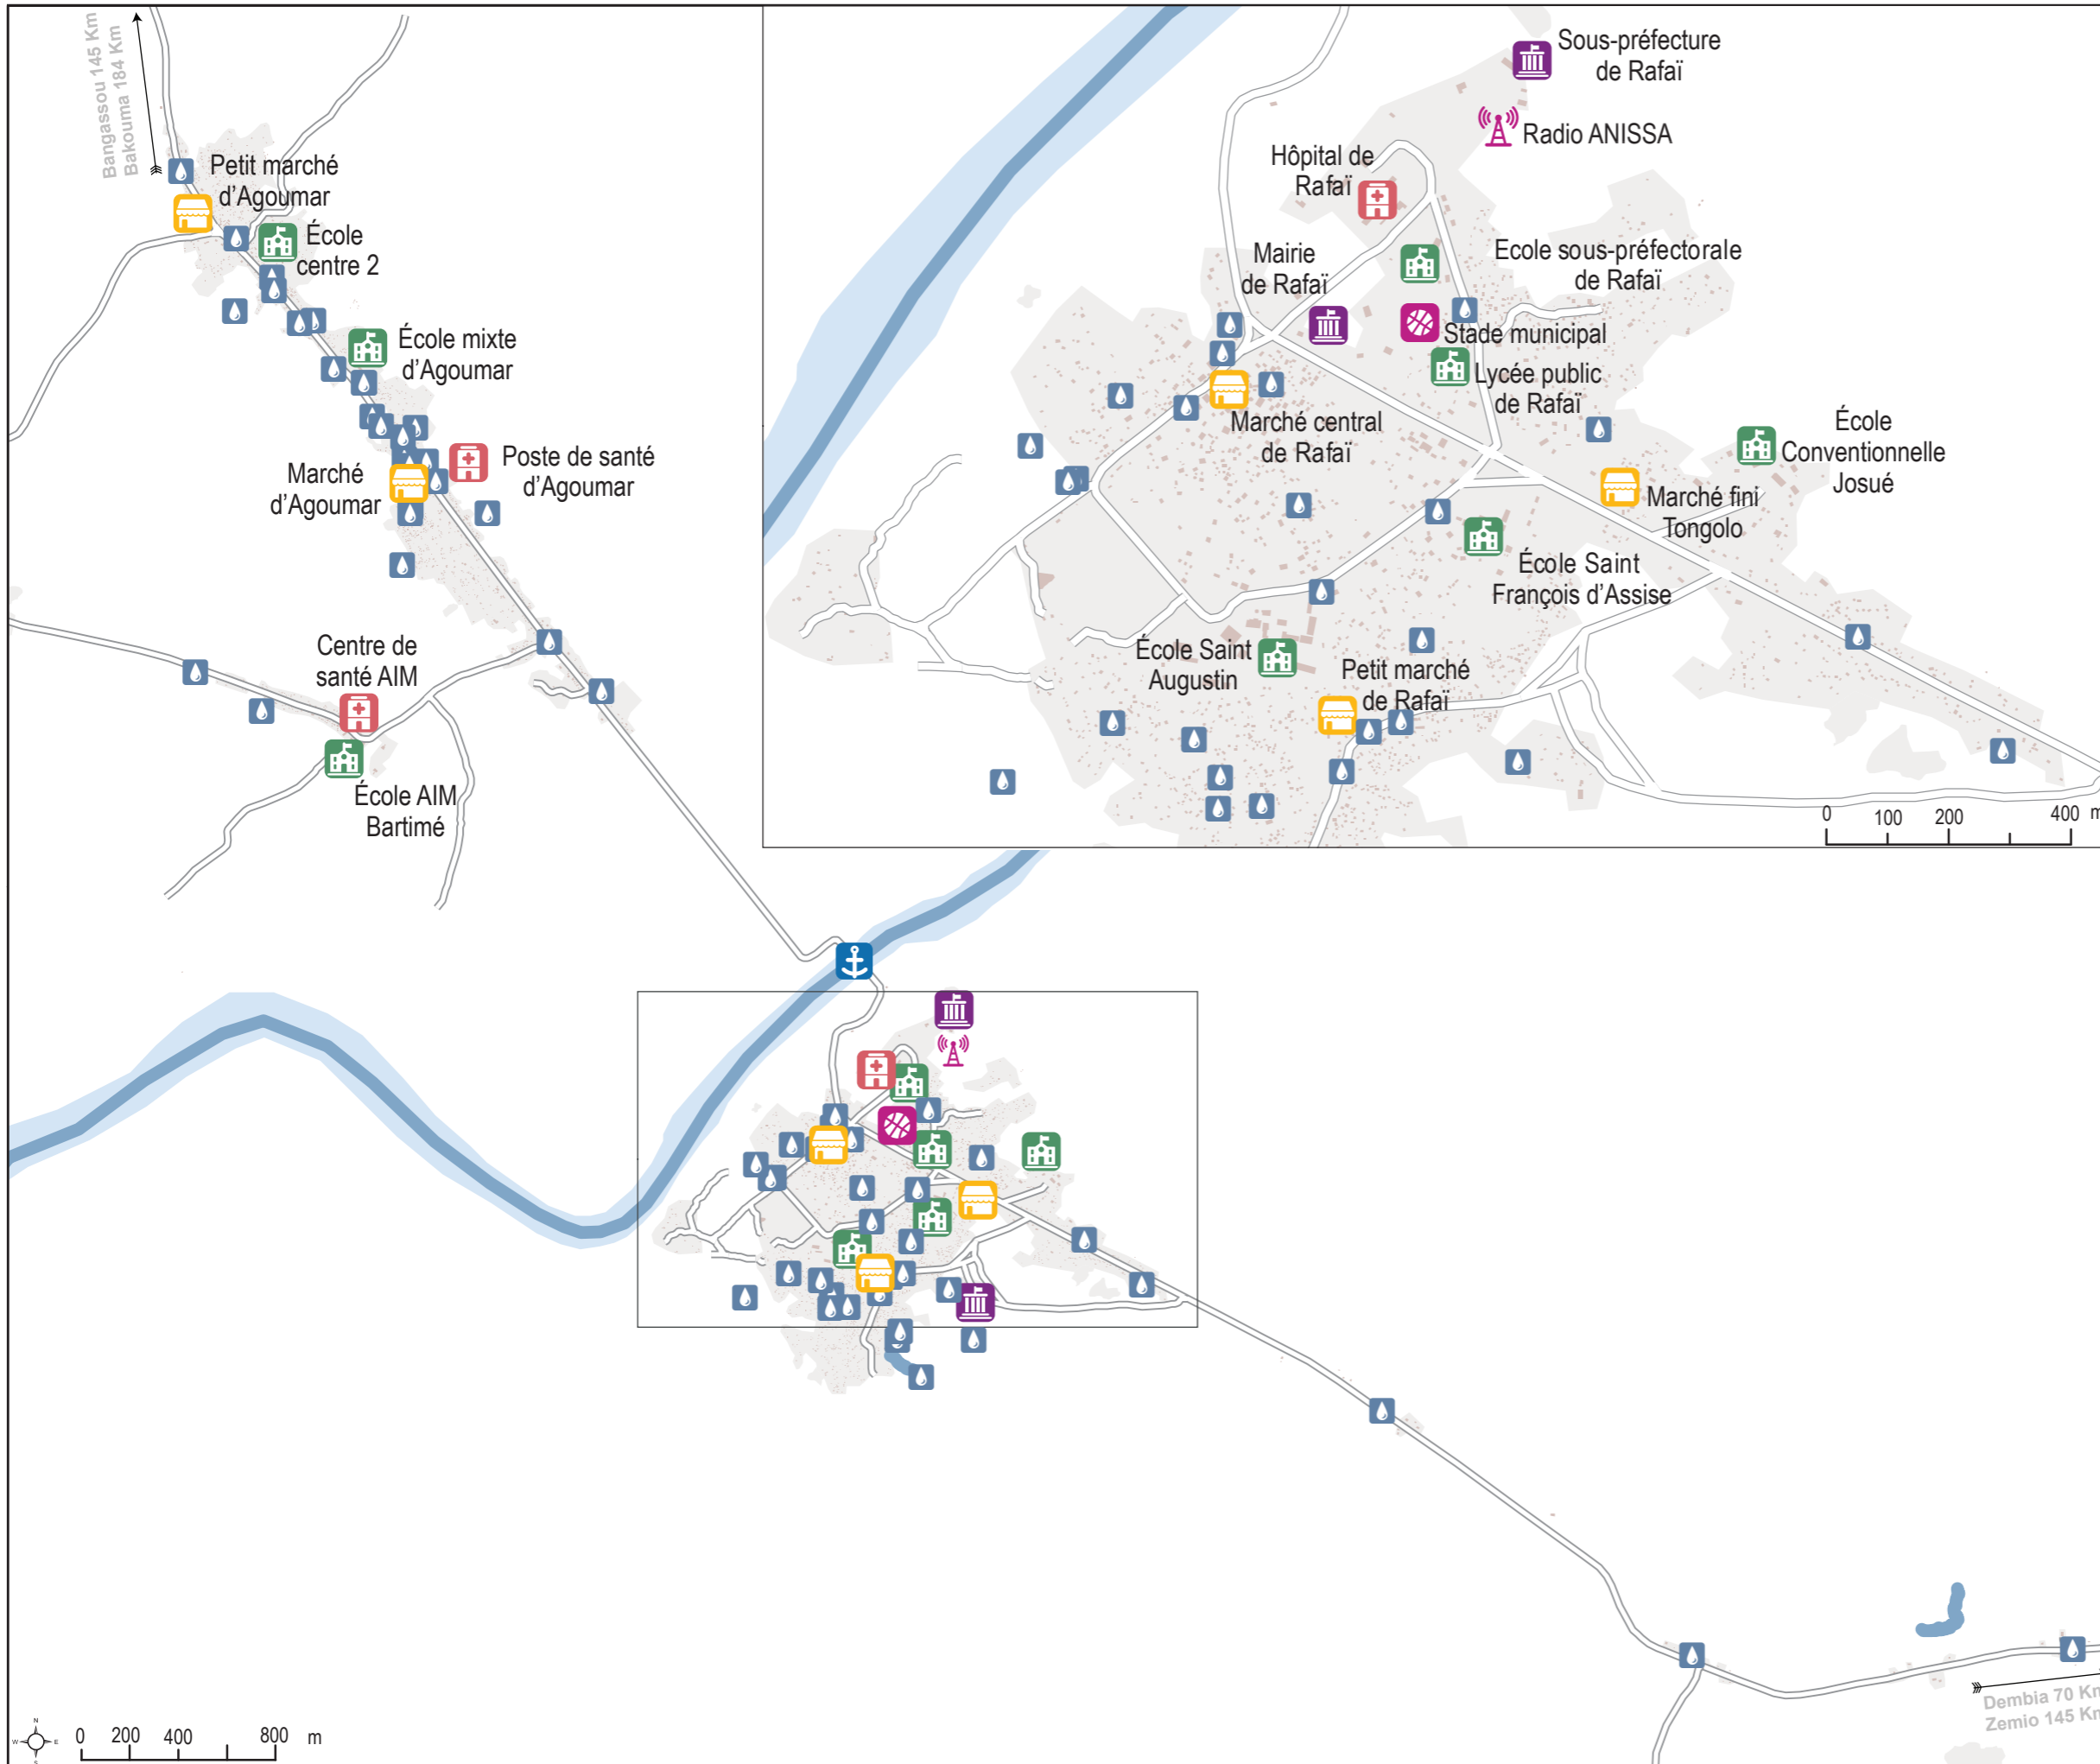 Bangassou 145 Km
Bakouma 184 Km
Petit marché
d'Agoumar
École
centre 2
École mixte
d'Agoumar
Poste de santé
d'Agoumar
Marché
d'Agoumar
Centre de
santé AIM
École AIM
Bartimé
Sous-préfecture
de Rafaï
Radio ANISSA
Hôpital de
Rafaï
Mairie
de Rafaï
Ecole sous-préfectorale
de Rafaï
Stade municipal
Lycée public
de Rafaï
Marché central
de Rafaï
École
Conventionnelle
Josué
Marché fini
Tongolo
École Saint
François d'Assise
École Saint
Augustin
Petit marché
de Rafaï
0 100 200 400 m
Dembia 70 Km
Zemio 145 Km
N
W E
S
0 200 400 800 m